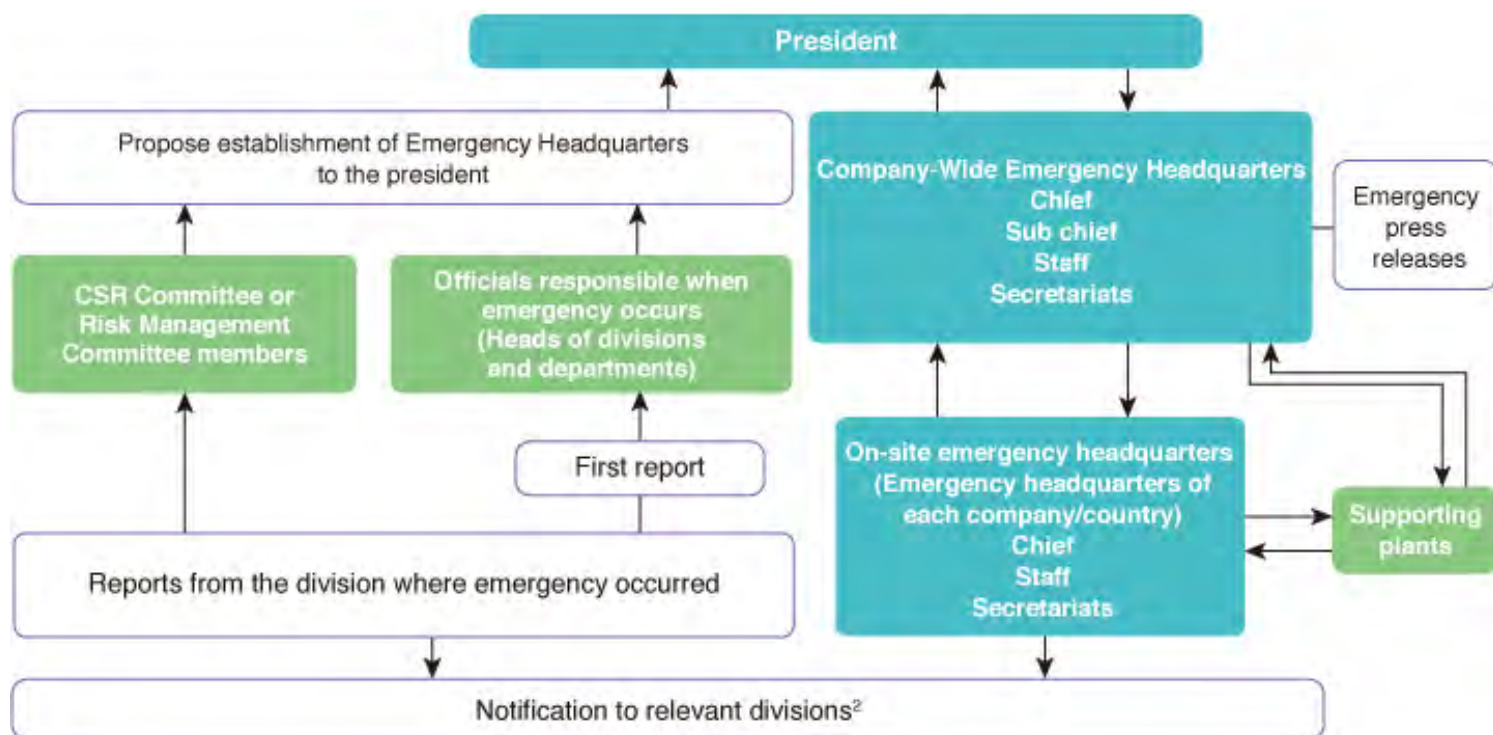 President
Propose establishment of Emergency Headquarters
to the president
Company-Wide Emergency Headquarters
Chief
Sub chief
Staff
Secretariats
Emergency
press
releases
CSR Committee or
Risk Management
Committee members
Officials responsible when
emergency occurs
(Heads of divisions
and departments)
First report
On-site emergency headquarters
(Emergency headquarters of
each company/country)
Chief
Staff
Secretariats
Supporting
plants
Reports from the division where emergency occurred
Notification to relevant divisions²